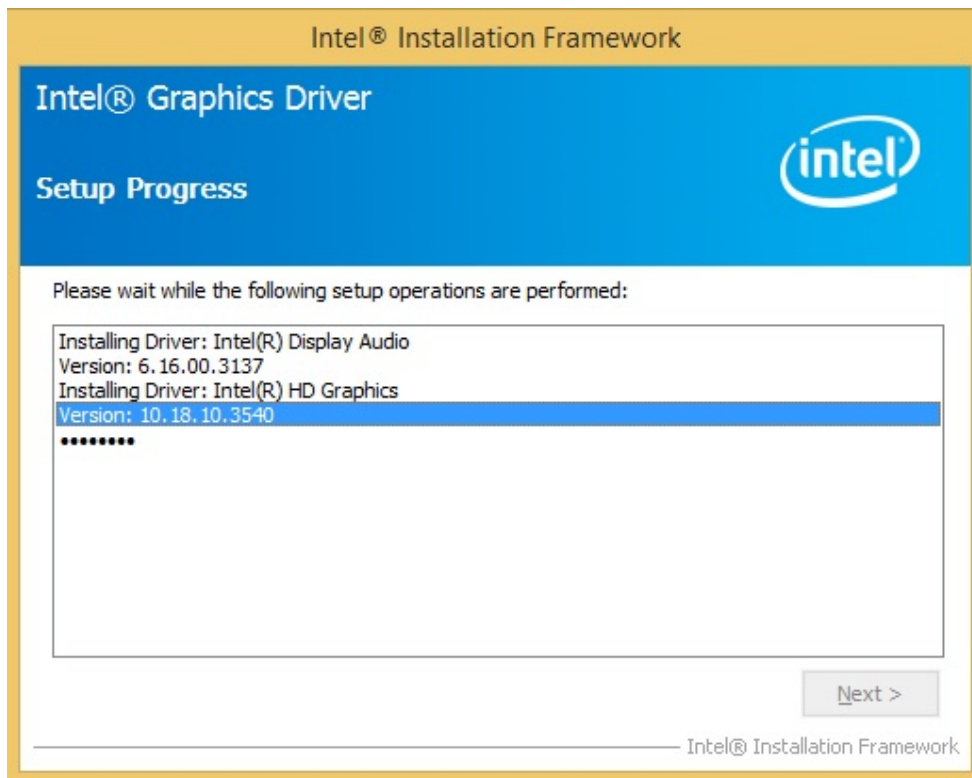 Intel® Installation Framework
Intel® Graphics Driver
intel
Setup Progress
Please wait while the following setup operations are performed:
Installing Driver: Intel(R) Display Audio
Version: 6.16.00.3137
Installing Driver: Intel(R) HD Graphics
Version: 10.18.10.3540
••••••••
Next >
Intel® Installation Framework